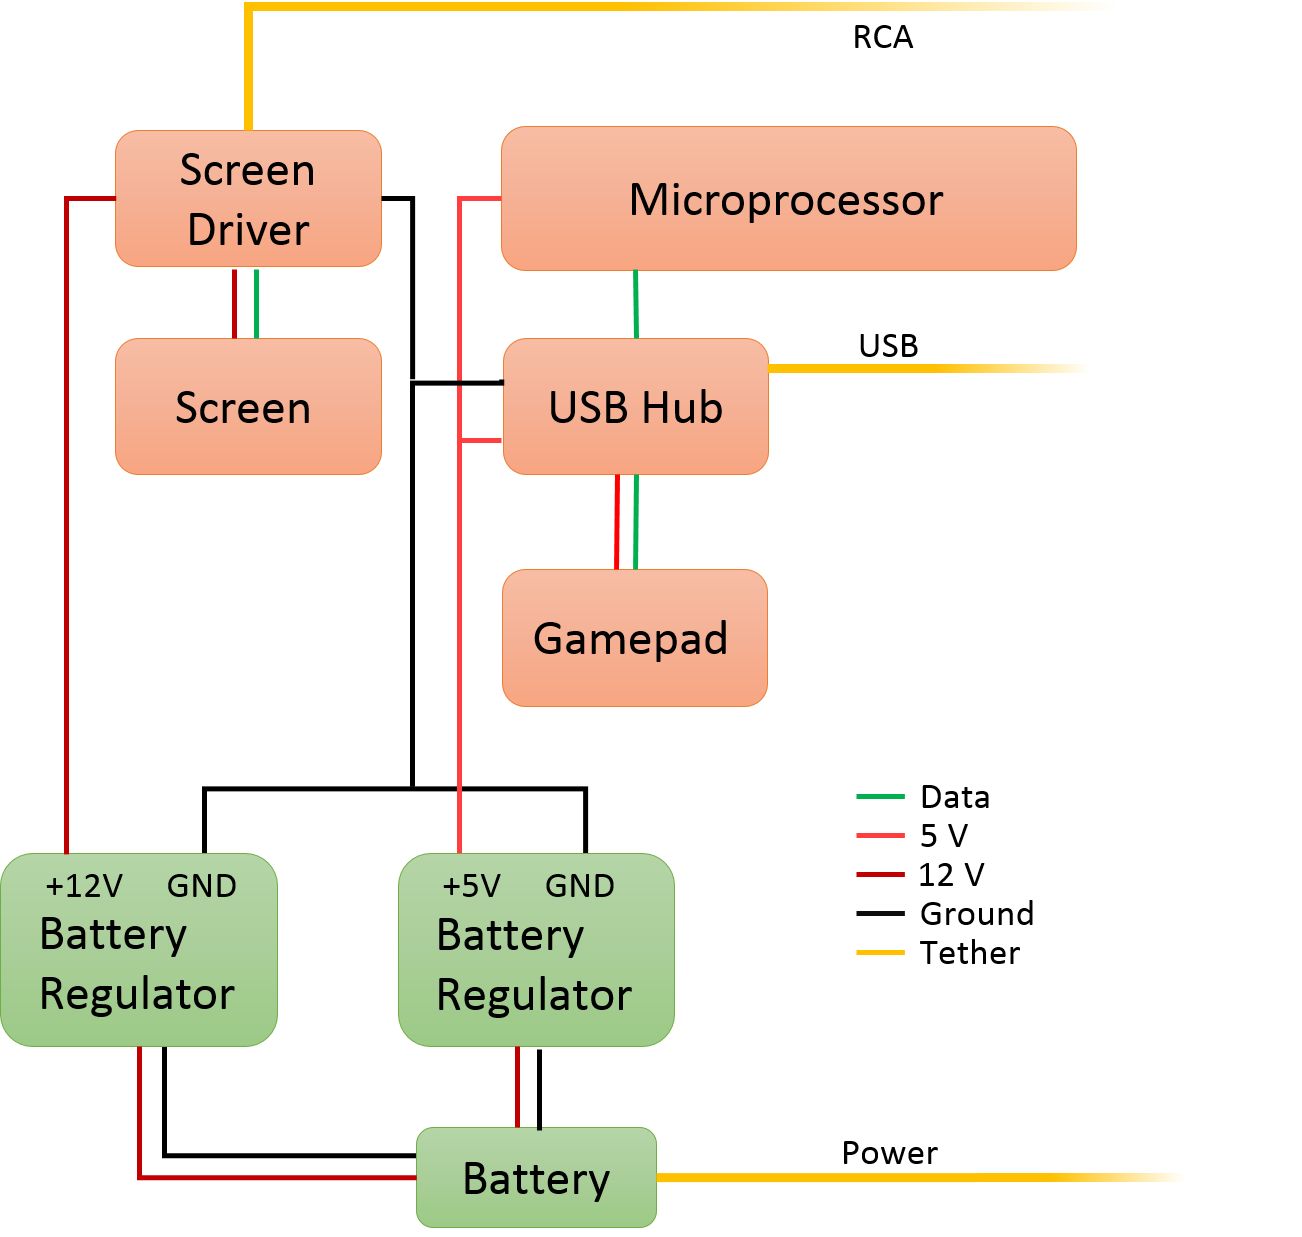 RCA
Screen
Driver
Microprocessor
USB
Screen
USB Hub
Gamepad
Data
5 V
12 V
Ground
Tether
+12V GND
Battery
Regulator
+5V GND
Battery
Regulator
Power
Battery